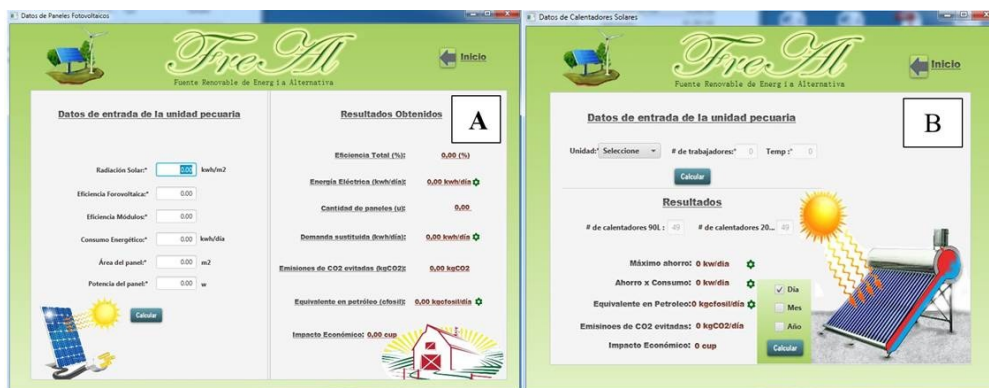 Datos de Paneles Fotovoltaicos
FreAl
Fuente Renovable de Energia Alternativa
Inicio
Datos de entrada de la unidad pecuaria
Radiación Solar:* 0.00 kwh/m2
Eficiencia Forovoltaica:* 0.00
Eficiencia Módulos:* 0.00
Consumo Energético:* 0.00 kwh/día
Área del panel:* 0.00 m2
Potencia del panel:* 0.00 w
Calcular
Resultados Obtenidos
A
Eficiencia Total (%): 0,00 (%)
Energía Eléctrica (kwh/día): 0,00 kwh/día
Cantidad de paneles (u): 0,00
Demanda sustituida (kwh/día): 0,00 kwh/día
Emisiones de CO2 evitadas (kgCO2): 0,00 kgCO2
Equivalente en petróleo (cfosil): 0,00 kgcfosil/día
Impacto Económico: 0,00 cup
Datos de Calentadores Solares
FreAl
Fuente Renovable de Energia Alternativa
Inicio
Datos de entrada de la unidad pecuaria
B
Unidad:* Seleccione # de trabajadores:* 0 Temp :* 0
Calcular
Resultados
# de calentadores 90L : 49 # de calentadores 20... 49
Máximo ahorro: 0 kw/día
Ahorro x Consumo: 0 kw/día
Equivalente en Petroleo:0 kgcfosil/día
Emisinoes de CO2 evitadas: 0 kgCO2/día
Impacto Económico: 0 cup
Día
Mes
Año
Calcular